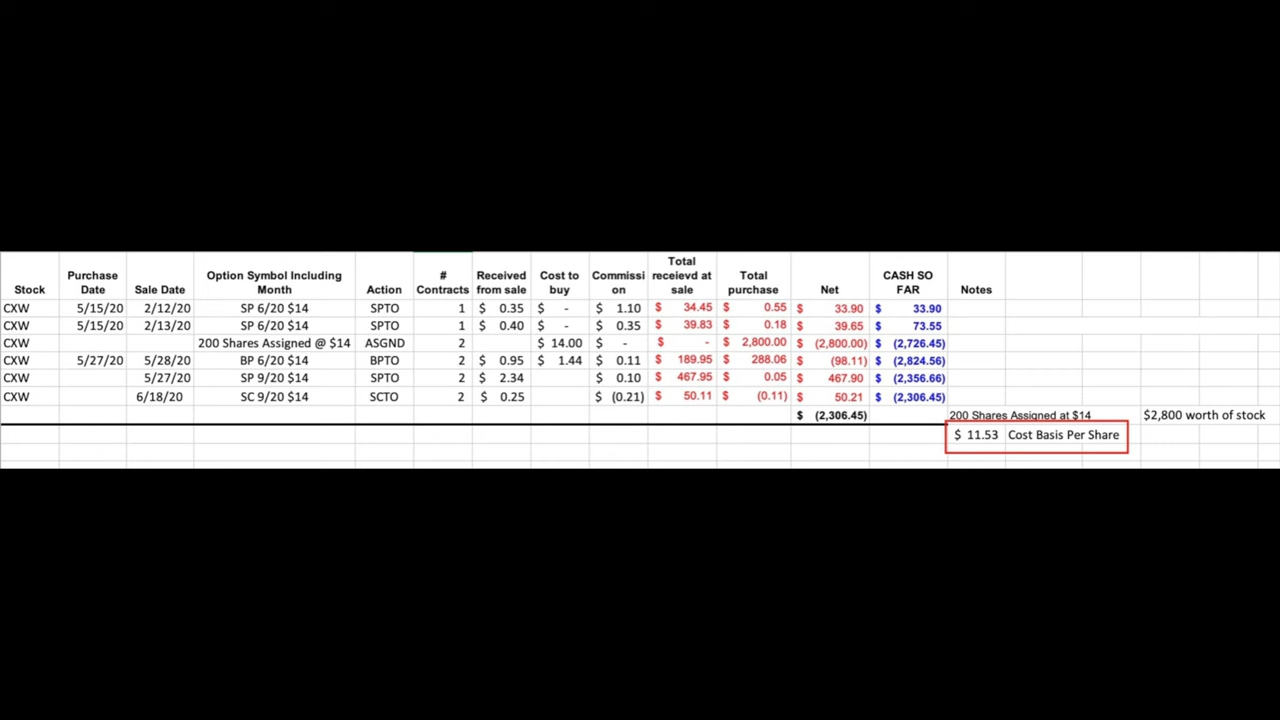 Stock Purchase Date Sale Date Option Symbol Including Month Action # Contracts Received from sale Cost to buy Commissi on Total receievd at sale Total purchase Net CASH SO FAR Notes
CXW 5/15/20 2/12/20 SP 6/20 $14 SPTO 1 $ 0.35 $ - $ 1.10 $ 34.45 $ 0.55 $ 33.90 $ 33.90
CXW 5/15/20 2/13/20 SP 6/20 $14 SPTO 1 $ 0.40 $ - $ 0.35 $ 39.83 $ 0.18 $ 39.65 $ 73.55
CXW 200 Shares Assigned @ $14 ASGND 2 $ 14.00 $ - $ - $ 2,800.00 $ (2,800.00) $ (2,726.45)
CXW 5/27/20 5/28/20 BP 6/20 $14 BPTO 2 $ 0.95 $ 1.44 $ 0.11 $ 189.95 $ 288.06 $ (98.11) $ (2,824.56)
CXW 5/27/20 SP 9/20 $14 SPTO 2 $ 2.34 $ 0.10 $ 467.95 $ 0.05 $ 467.90 $ (2,356.66)
CXW 6/18/20 SC 9/20 $14 SCTO 2 $ 0.25 $ (0.21) $ 50.11 $ (0.11) $ 50.21 $ (2,306.45)
$ (2,306.45) 200 Shares Assigned at $14 $2,800 worth of stock
$ 11.53 Cost Basis Per Share